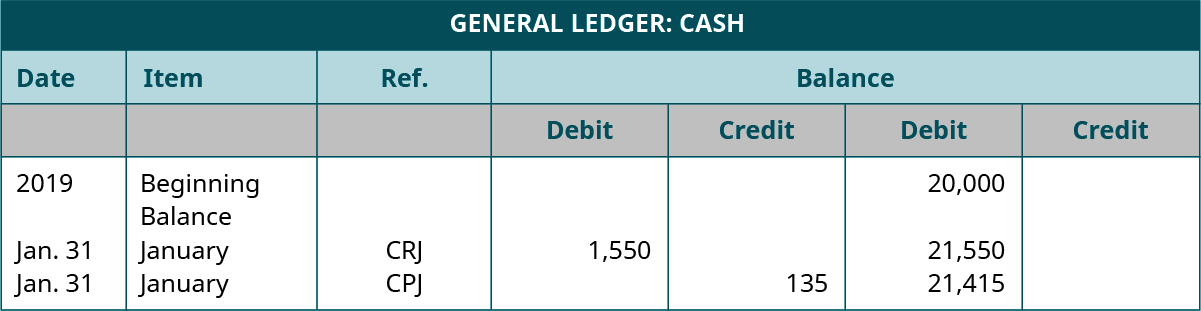 GENERAL LEDGER: CASH
Date Item Ref. Balance
Debit Credit Debit Credit
2019 Beginning 20,000
Balance
Jan. 31 January CRJ 1,550 21,550
Jan. 31 January CPJ 135 21,415